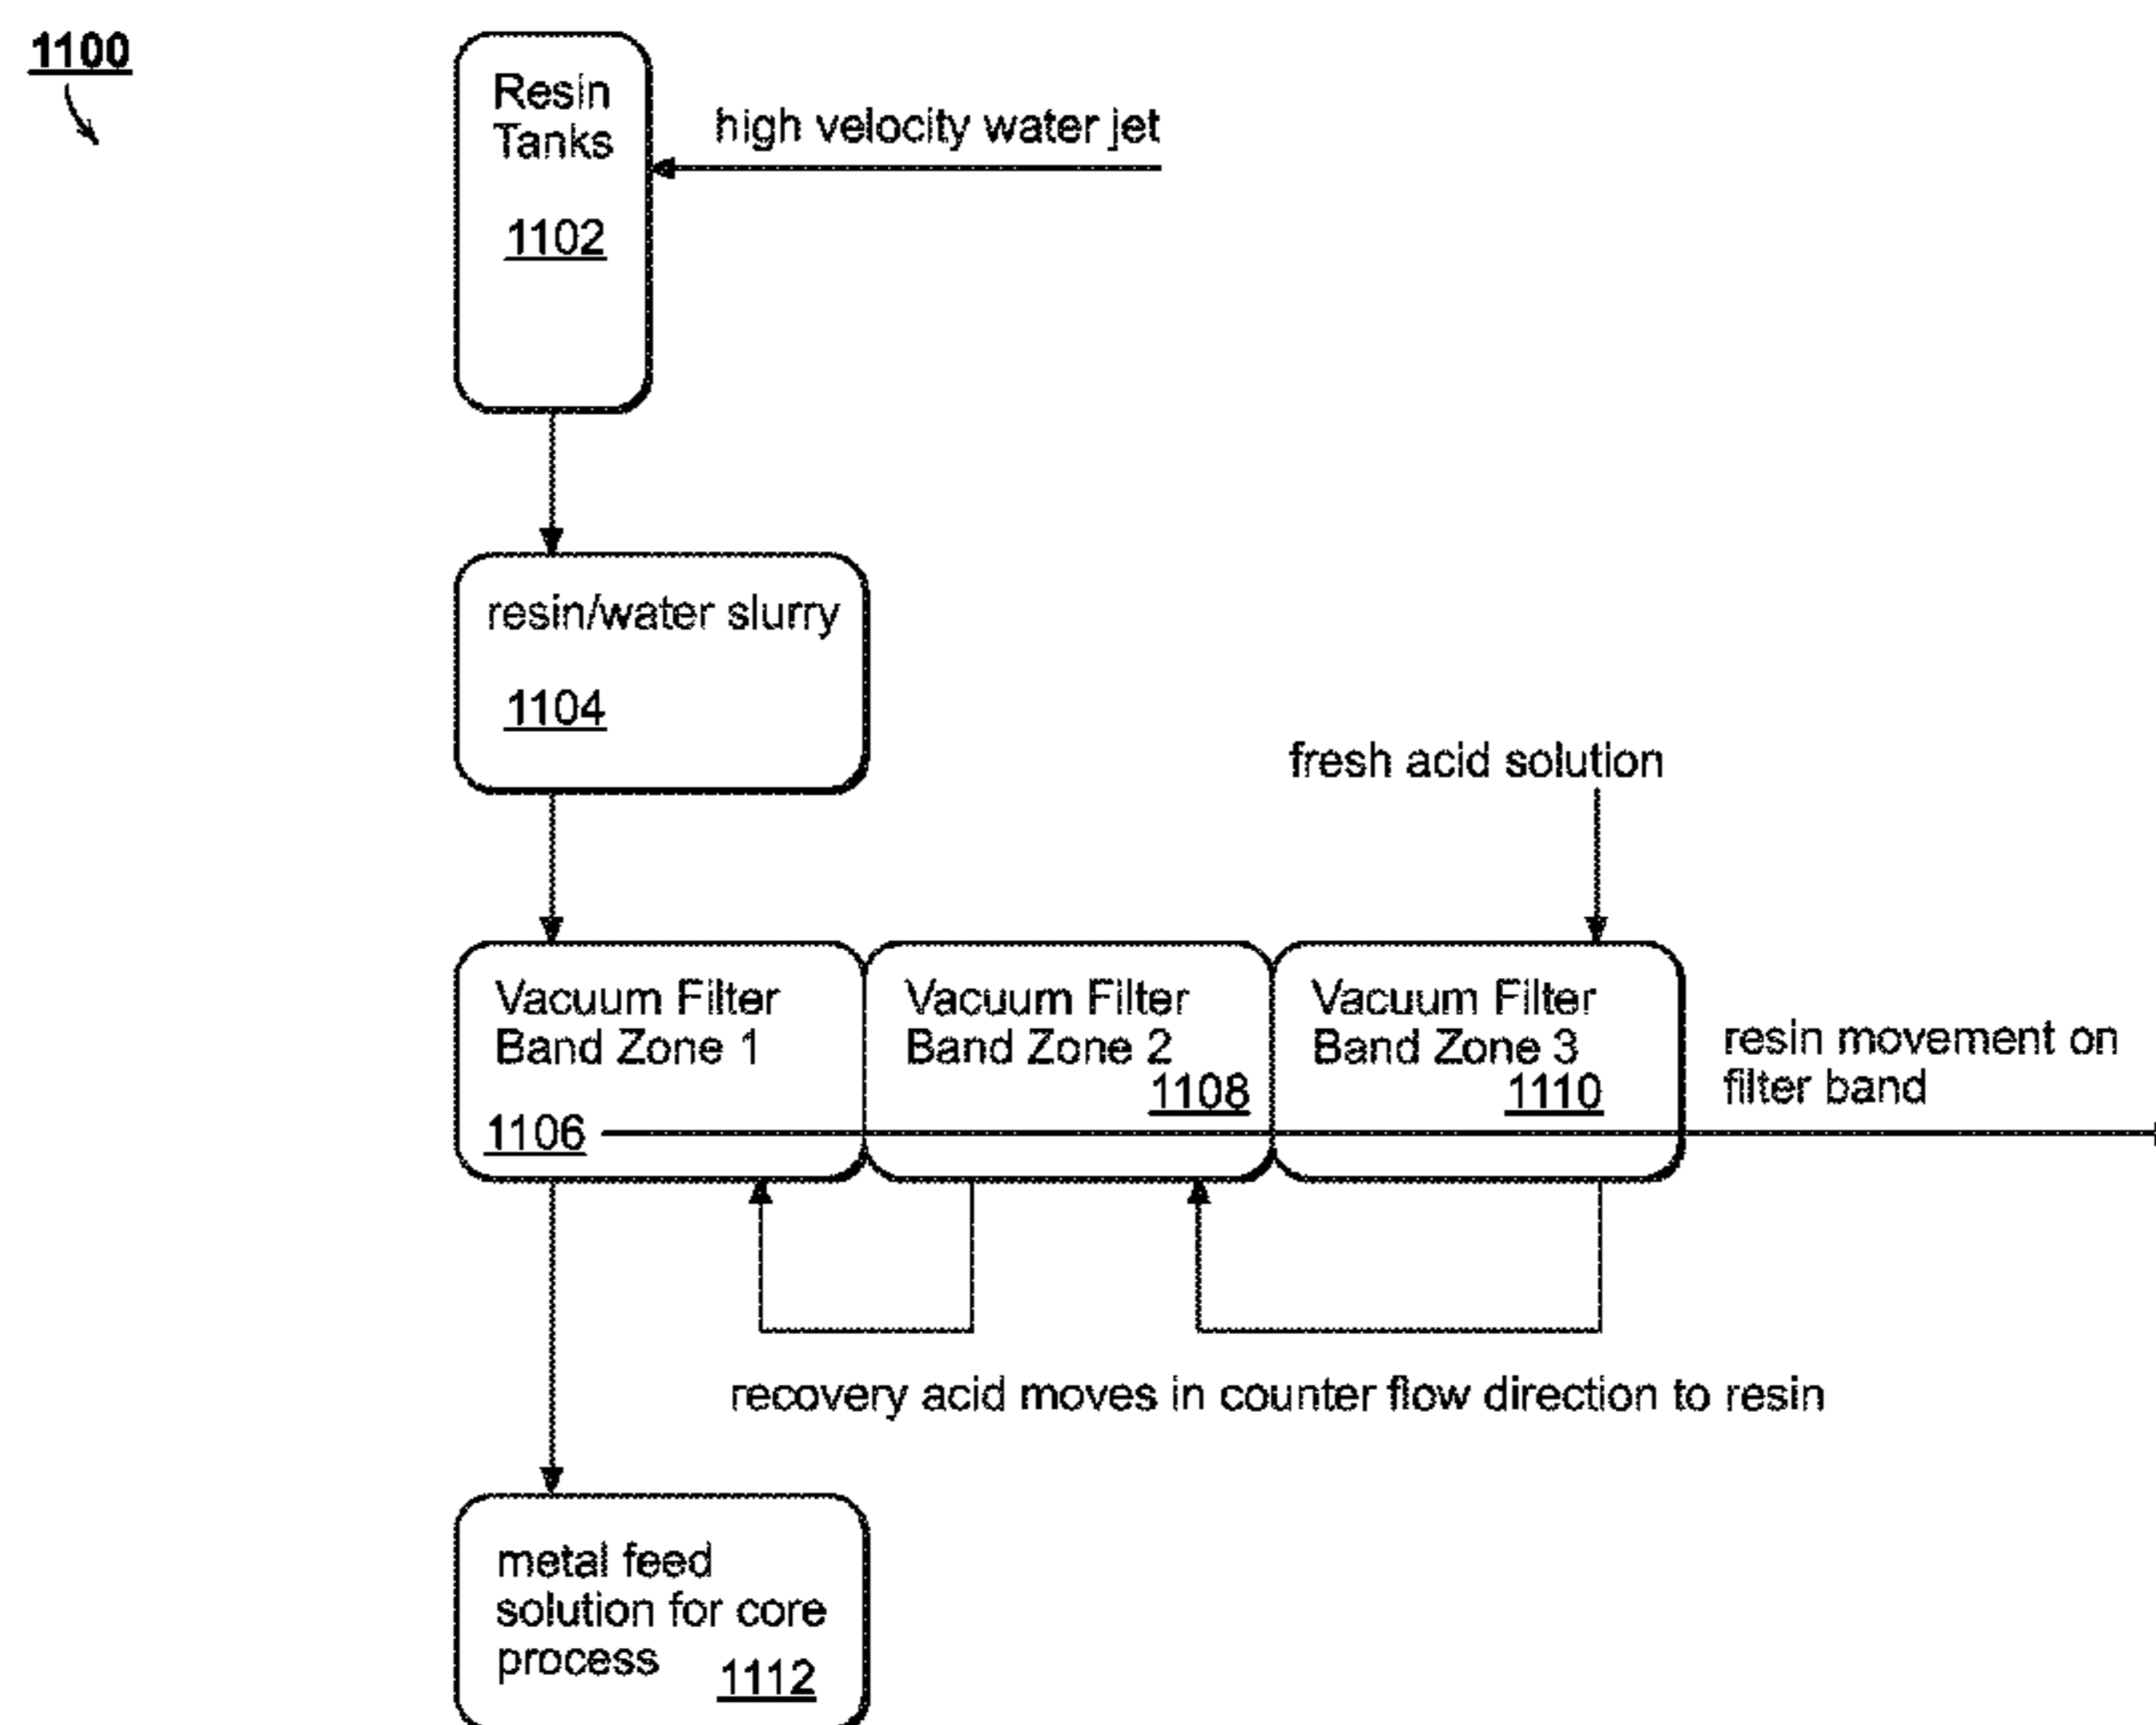 1100
Resin
Tanks
1102
high velocity water jet
resin/water slurry
1104
fresh acid solution
Vacuum Filter
Band Zone 1
1106
Vacuum Filter
Band Zone 2
1108
Vacuum Filter
Band Zone 3
1110
resin movement on
filter band
recovery acid moves in counter flow direction to resin
metal feed
solution for core
process
1112